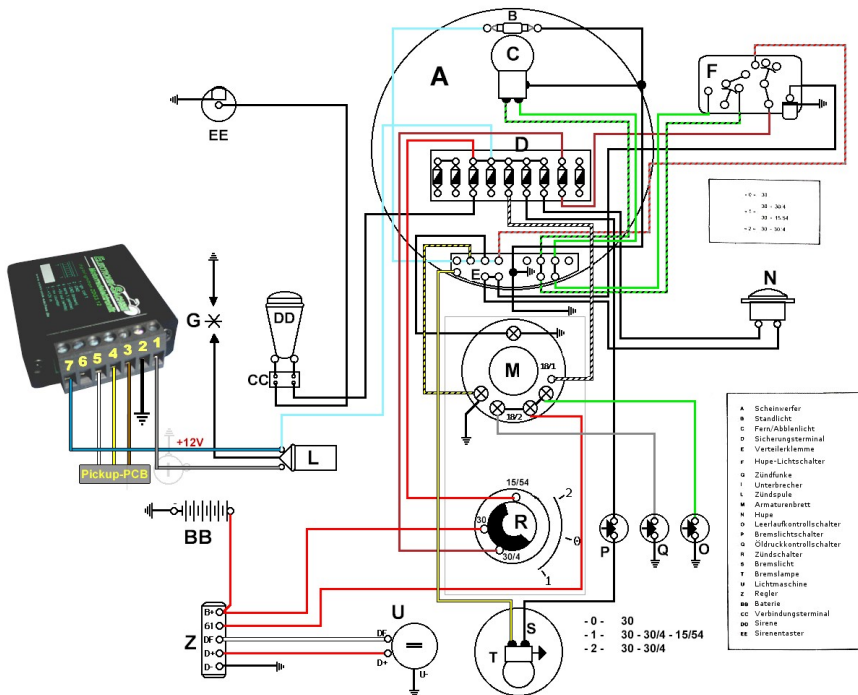 B
C
A
F
EE
D
- 0 - 30
30 - 30/4
- 1 -
30 - 15/54
- 2 - 30 - 30/4
E
N
G
DD
CC
M
18/1
18/2
7 6 5 4 3 2 1
+12V
Pickup-PCB
L
BB
-
+
15/54
30
R
30/4
2
0
1
P
Q
O
Z
B+
61
DF
D+
D-
U
DF
D+
U-
S
T
- 0 - 30
- 1 - 30 - 30/4 - 15/54
- 2 - 30 - 30/4
A Scheinverfer
B Standlicht
C Fern/Abblenlicht
D Sicherungsterminal
E Verteilerklemme
F Hupe-Lichtschalter
G Zündfunke
I Unterbrecher
L Zündspule
M Armaturenbrett
N Hupe
O Leerlaufkontrollschalter
P Bremslichtschalter
Q Öldruckkontrollschalter
R Zündschalter
S Bremslicht
T Bremslampe
U Lichtmaschine
Z Regler
BB Baterie
CC Verbindungsterminal
DD Sirene
EE Sirentaster